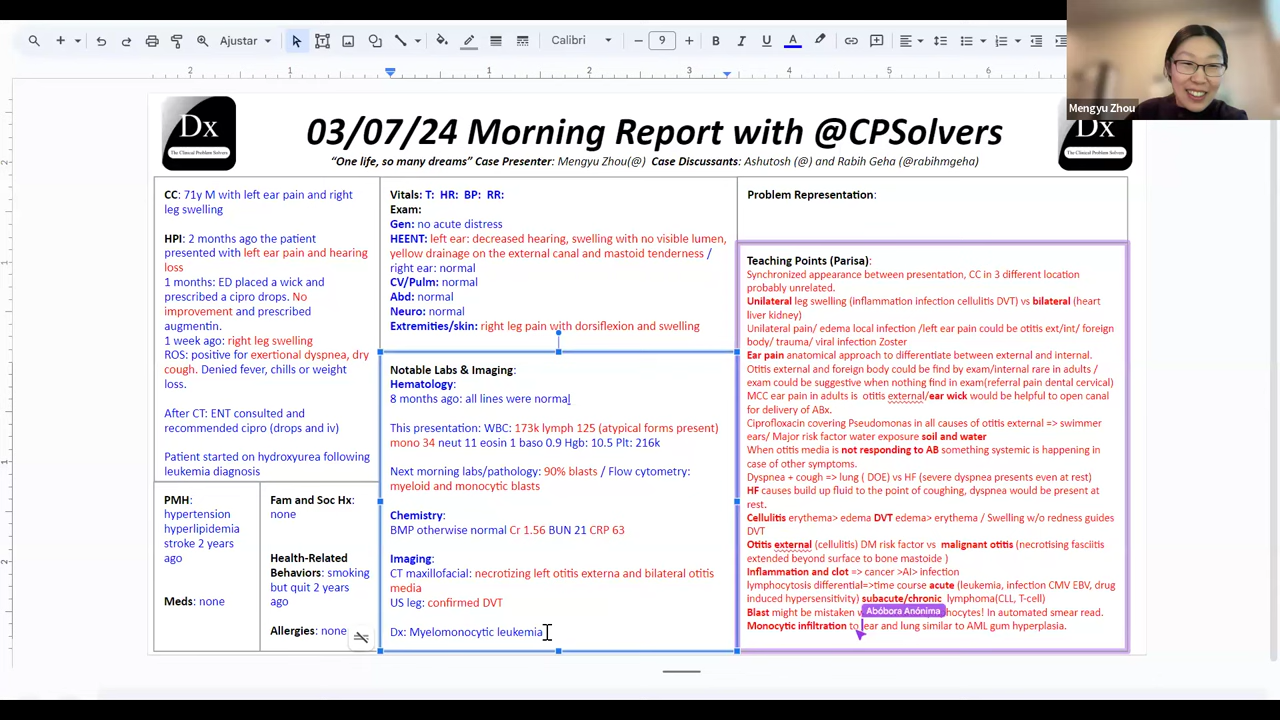 Ajustar
Calibri
9
B I U A
2 1 1 2 3 4 5 6
Mengyu Zhou
Dx
The Clinical Problem Solvers
03/07/24 Morning Report with @CPSolvers
“One life, so many dreams” Case Presenter: Mengyu Zhou(@) Case Discussants: Ashutosh (@) and Rabih Geha (@rabihmgeha)
Dx
The Clinical Problem Solvers
CC: 71y M with left ear pain and right
leg swelling
HPI: 2 months ago the patient
presented with left ear pain and hearing
loss
1 months: ED placed a wick and
prescribed a cipro drops. No
improvement and prescribed
augmentin.
1 week ago: right leg swelling
ROS: positive for exertional dyspnea, dry
cough. Denied fever, chills or weight
loss.
After CT: ENT consulted and
recommended cipro (drops and iv)
Patient started on hydroxyurea following
leukemia diagnosis
PMH:
hypertension
hyperlipidemia
stroke 2 years
ago
Meds: none
Fam and Soc Hx:
none
Health-Related
Behaviors: smoking
but quit 2 years
ago
Allergies: none
Vitals: T: HR: BP: RR:
Exam:
Gen: no acute distress
HEENT: left ear: decreased hearing, swelling with no visible lumen,
yellow drainage on the external canal and mastoid tenderness /
right ear: normal
CV/Pulm: normal
Abd: normal
Neuro: normal
Extremities/skin: right leg pain with dorsiflexion and swelling
Notable Labs & Imaging:
Hematology:
8 months ago: all lines were normal
This presentation: WBC: 173k lymph 125 (atypical forms present)
mono 34 neut 11 eosin 1 baso 0.9 Hgb: 10.5 Plt: 216k
Next morning labs/pathology: 90% blasts / Flow cytometry:
myeloid and monocytic blasts
Chemistry:
BMP otherwise normal Cr 1.56 BUN 21 CRP 63
Imaging:
CT maxillofacial: necrotizing left otitis externa and bilateral otitis
media
US leg: confirmed DVT
Dx: Myelomonocytic leukemia
Problem Representation:
Teaching Points (Parisa):
Synchronized appearance between presentation, CC in 3 different location
probably unrelated.
Unilateral leg swelling (inflammation infection cellulitis DVT) vs bilateral (heart
liver kidney)
Unilateral pain/ edema local infection /left ear pain could be otitis ext/int/ foreign
body/ trauma/ viral infection Zoster
Ear pain anatomical approach to differentiate between external and internal.
Otitis external and foreign body could be find by exam/internal rare in adults /
exam could be suggestive when nothing find in exam(referral pain dental cervical)
MCC ear pain in adults is otitis external/ear wick would be helpful to open canal
for delivery of ABx.
Ciprofloxacin covering Pseudomonas in all causes of otitis external => swimmer
ears/ Major risk factor water exposure soil and water
When otitis media is not responding to AB something systemic is happening in
case of other symptoms.
Dyspnea + cough => lung ( DOE) vs HF (severe dyspnea presents even at rest)
HF causes build up fluid to the point of coughing, dyspnea would be present at
rest.
Cellulitis erythema> edema DVT edema> erythema / Swelling w/o redness guides
DVT
Otitis external (cellulitis) DM risk factor vs malignant otitis (necrotising fasciitis
extended beyond surface to bone mastoide )
Inflammation and clot => cancer >AI> infection
lymphocytosis differential=>time course acute (leukemia, infection CMV EBV, drug
induced hypersensitivity) subacute/chronic lymphoma(CLL, T-cell)
Blast might be mistaken hocytes! In automated smear read.
Abóbora Anónima
Monocytic infiltration to ear and lung similar to AML gum hyperplasia.